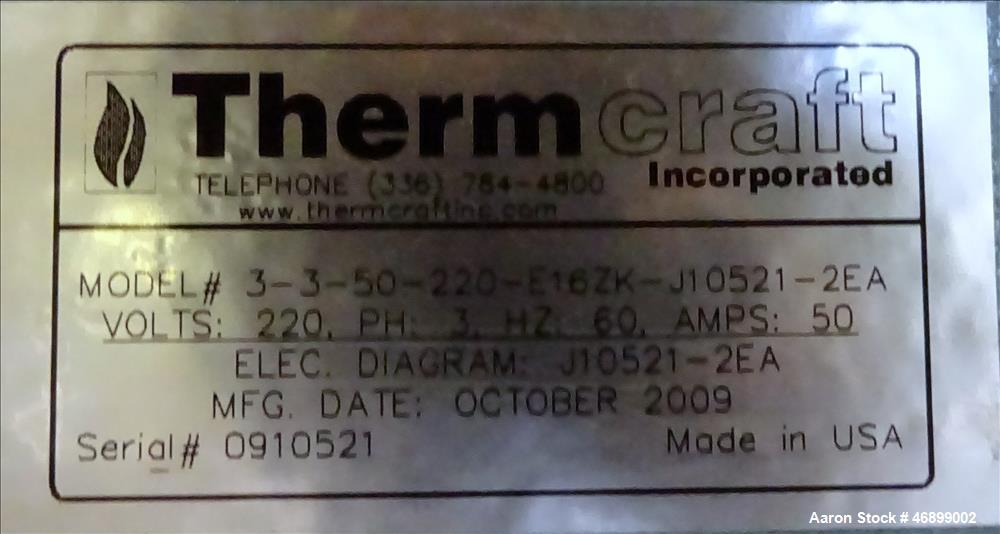 Thermcraft
Incorporated
TELEPHONE (336) 784-4800
www.thermcraftinc.com
MODEL# 3-3-50-220-E16ZK-J10521-2EA
VOLTS: 220, PH: 3, HZ: 60, AMPS: 50
ELEC. DIAGRAM: J10521-2EA
MFG. DATE: OCTOBER 2009
Serial# 0910521
Made in USA
Aaron Stock # 46899002